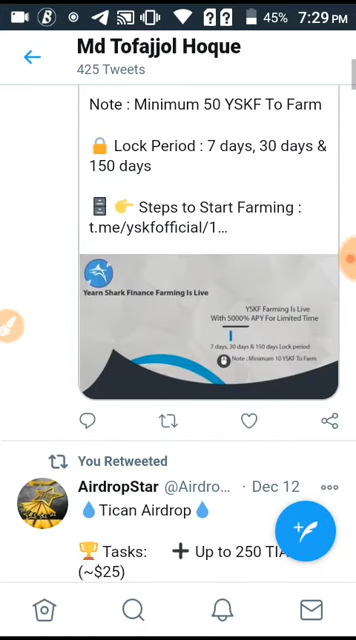 45% 7:29 PM
Md Tofajjol Hoque
425 Tweets
Note : Minimum 50 YSKF To Farm
🔒 Lock Period : 7 days, 30 days &
150 days
🗄 👉 Steps to Start Farming :
t.me/yskfofficial/1...
Yearn Shark Finance Farming Is Live
YSKF Farming Is Live
With 5000% APY For Limited Time
7 days, 30 days & 150 days Lock period
Note : Minimum 10 YSKF To Farm
You Retweeted
AirdropStar @Airdro... · Dec 12
💧Tican Airdrop 💧
🏆 Tasks: ➕ Up to 250
(~$25)